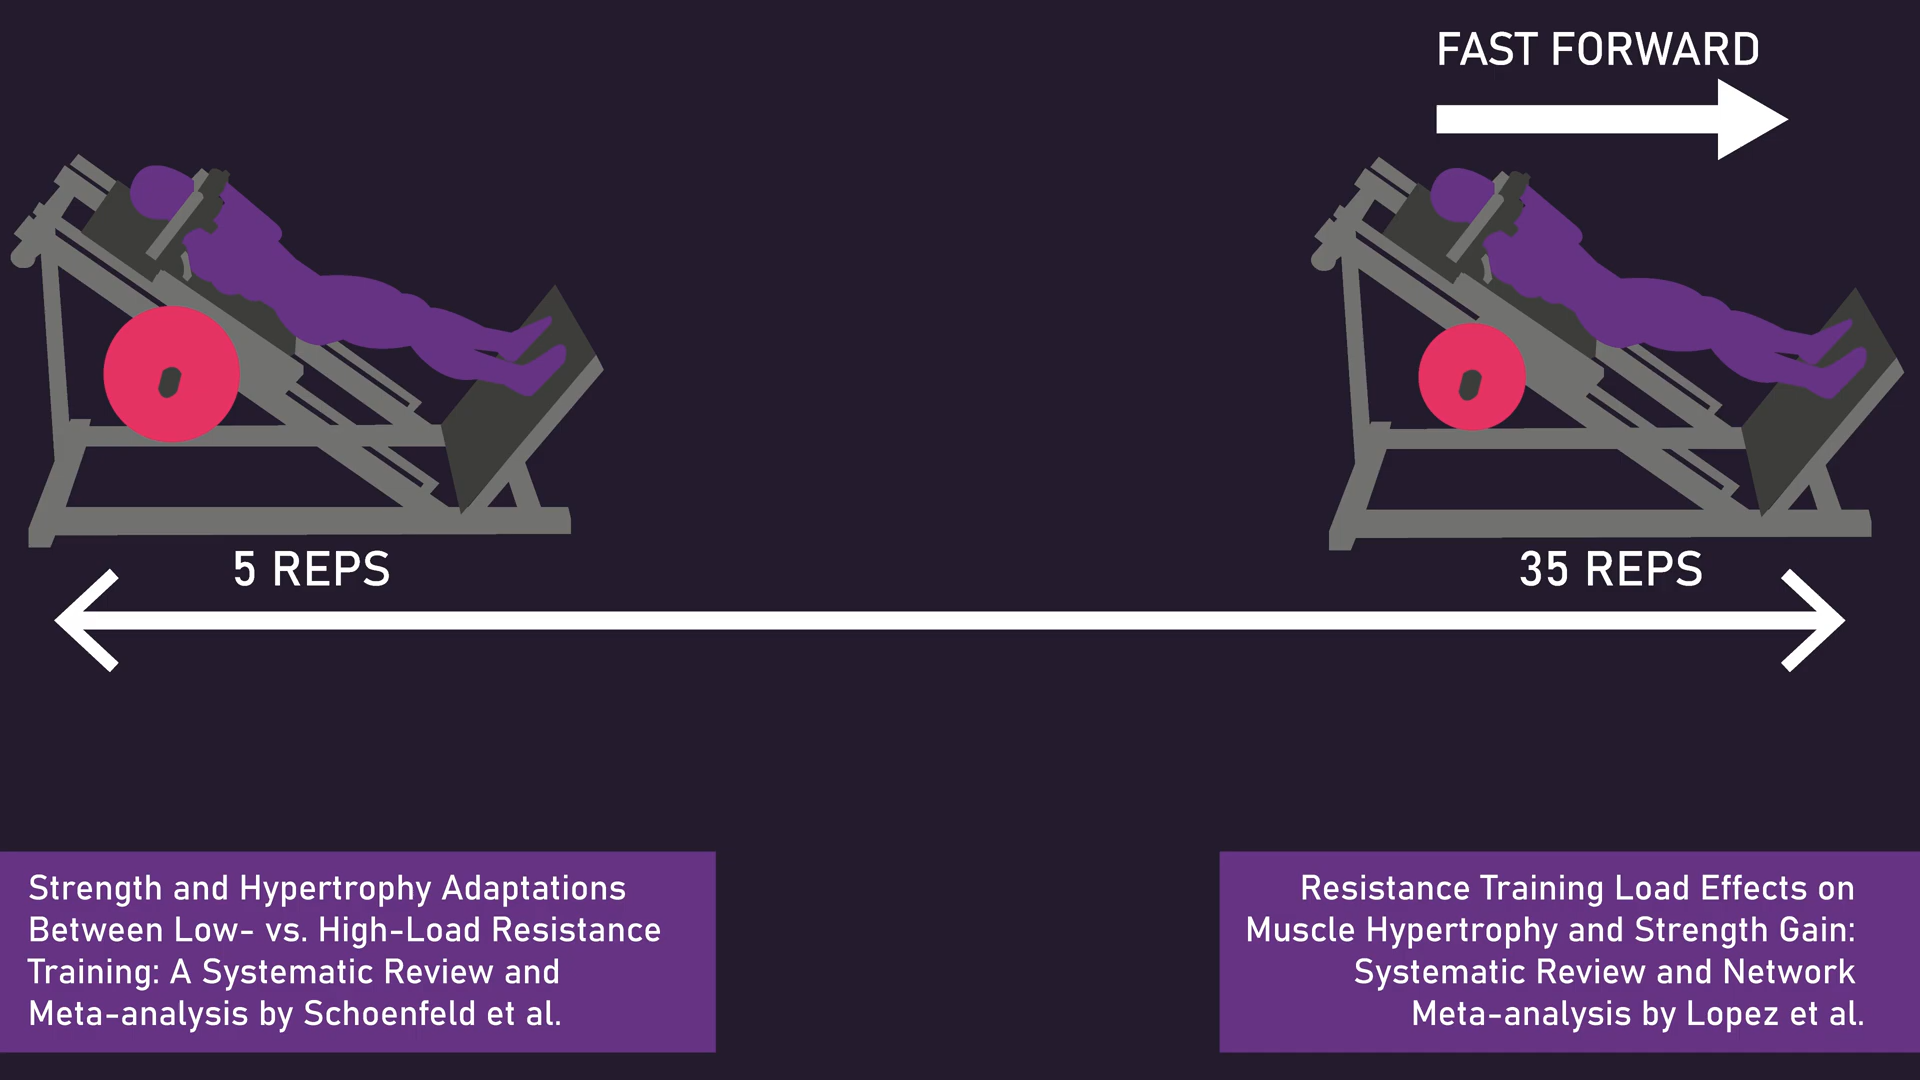 FAST FORWARD
5 REPS
35 REPS
Strength and Hypertrophy Adaptations
Between Low- vs. High-Load Resistance
Training: A Systematic Review and
Meta-analysis by Schoenfeld et al.
Resistance Training Load Effects on
Muscle Hypertrophy and Strength Gain:
Systematic Review and Network
Meta-analysis by Lopez et al.